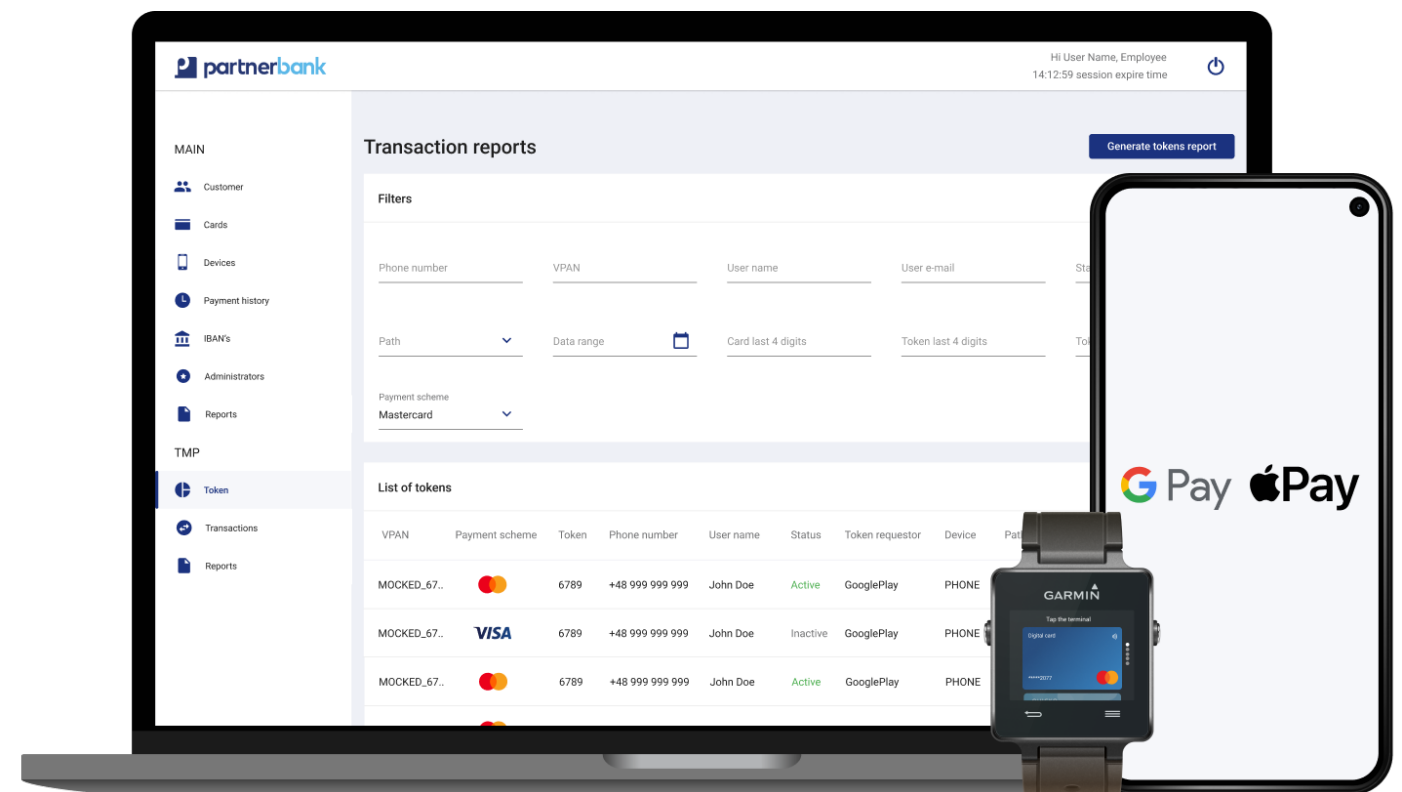 partnerbank
Hi User Name, Employee
14:12:59 session expire time
MAIN
Customer
Cards
Devices
Payment history
IBAN's
Administrators
Reports
TMP
Token
Transactions
Reports
Transaction reports
Generate tokens report
Filters
Phone number VPAN User name User e-mail
Path Data range Card last 4 digits Token last 4 digits
Payment scheme
Mastercard
List of tokens
VPAN Payment scheme Token Phone number User name Status Token requestor Device
MOCKED_67.. 6789 +48 999 999 999 John Doe Active GooglePlay PHONE
MOCKED_67.. VISA 6789 +48 999 999 999 John Doe Inactive GooglePlay PHONE
MOCKED_67.. 6789 +48 999 999 999 John Doe Active GooglePlay PHONE
G Pay Pay
GARMIN
Tap the terminal
Digital card
*****2077